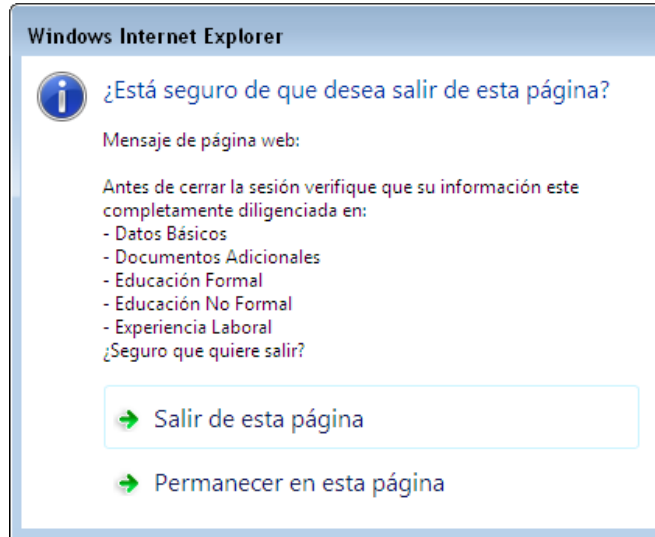 Windows Internet Explorer
¿Está seguro de que desea salir de esta página?
Mensaje de página web:
Antes de cerrar la sesión verifique que su información este
completamente diligenciada en:
- Datos Básicos
- Documentos Adicionales
- Educación Formal
- Educación No Formal
- Experiencia Laboral
¿Seguro que quiere salir?
Salir de esta página
Permanecer en esta página